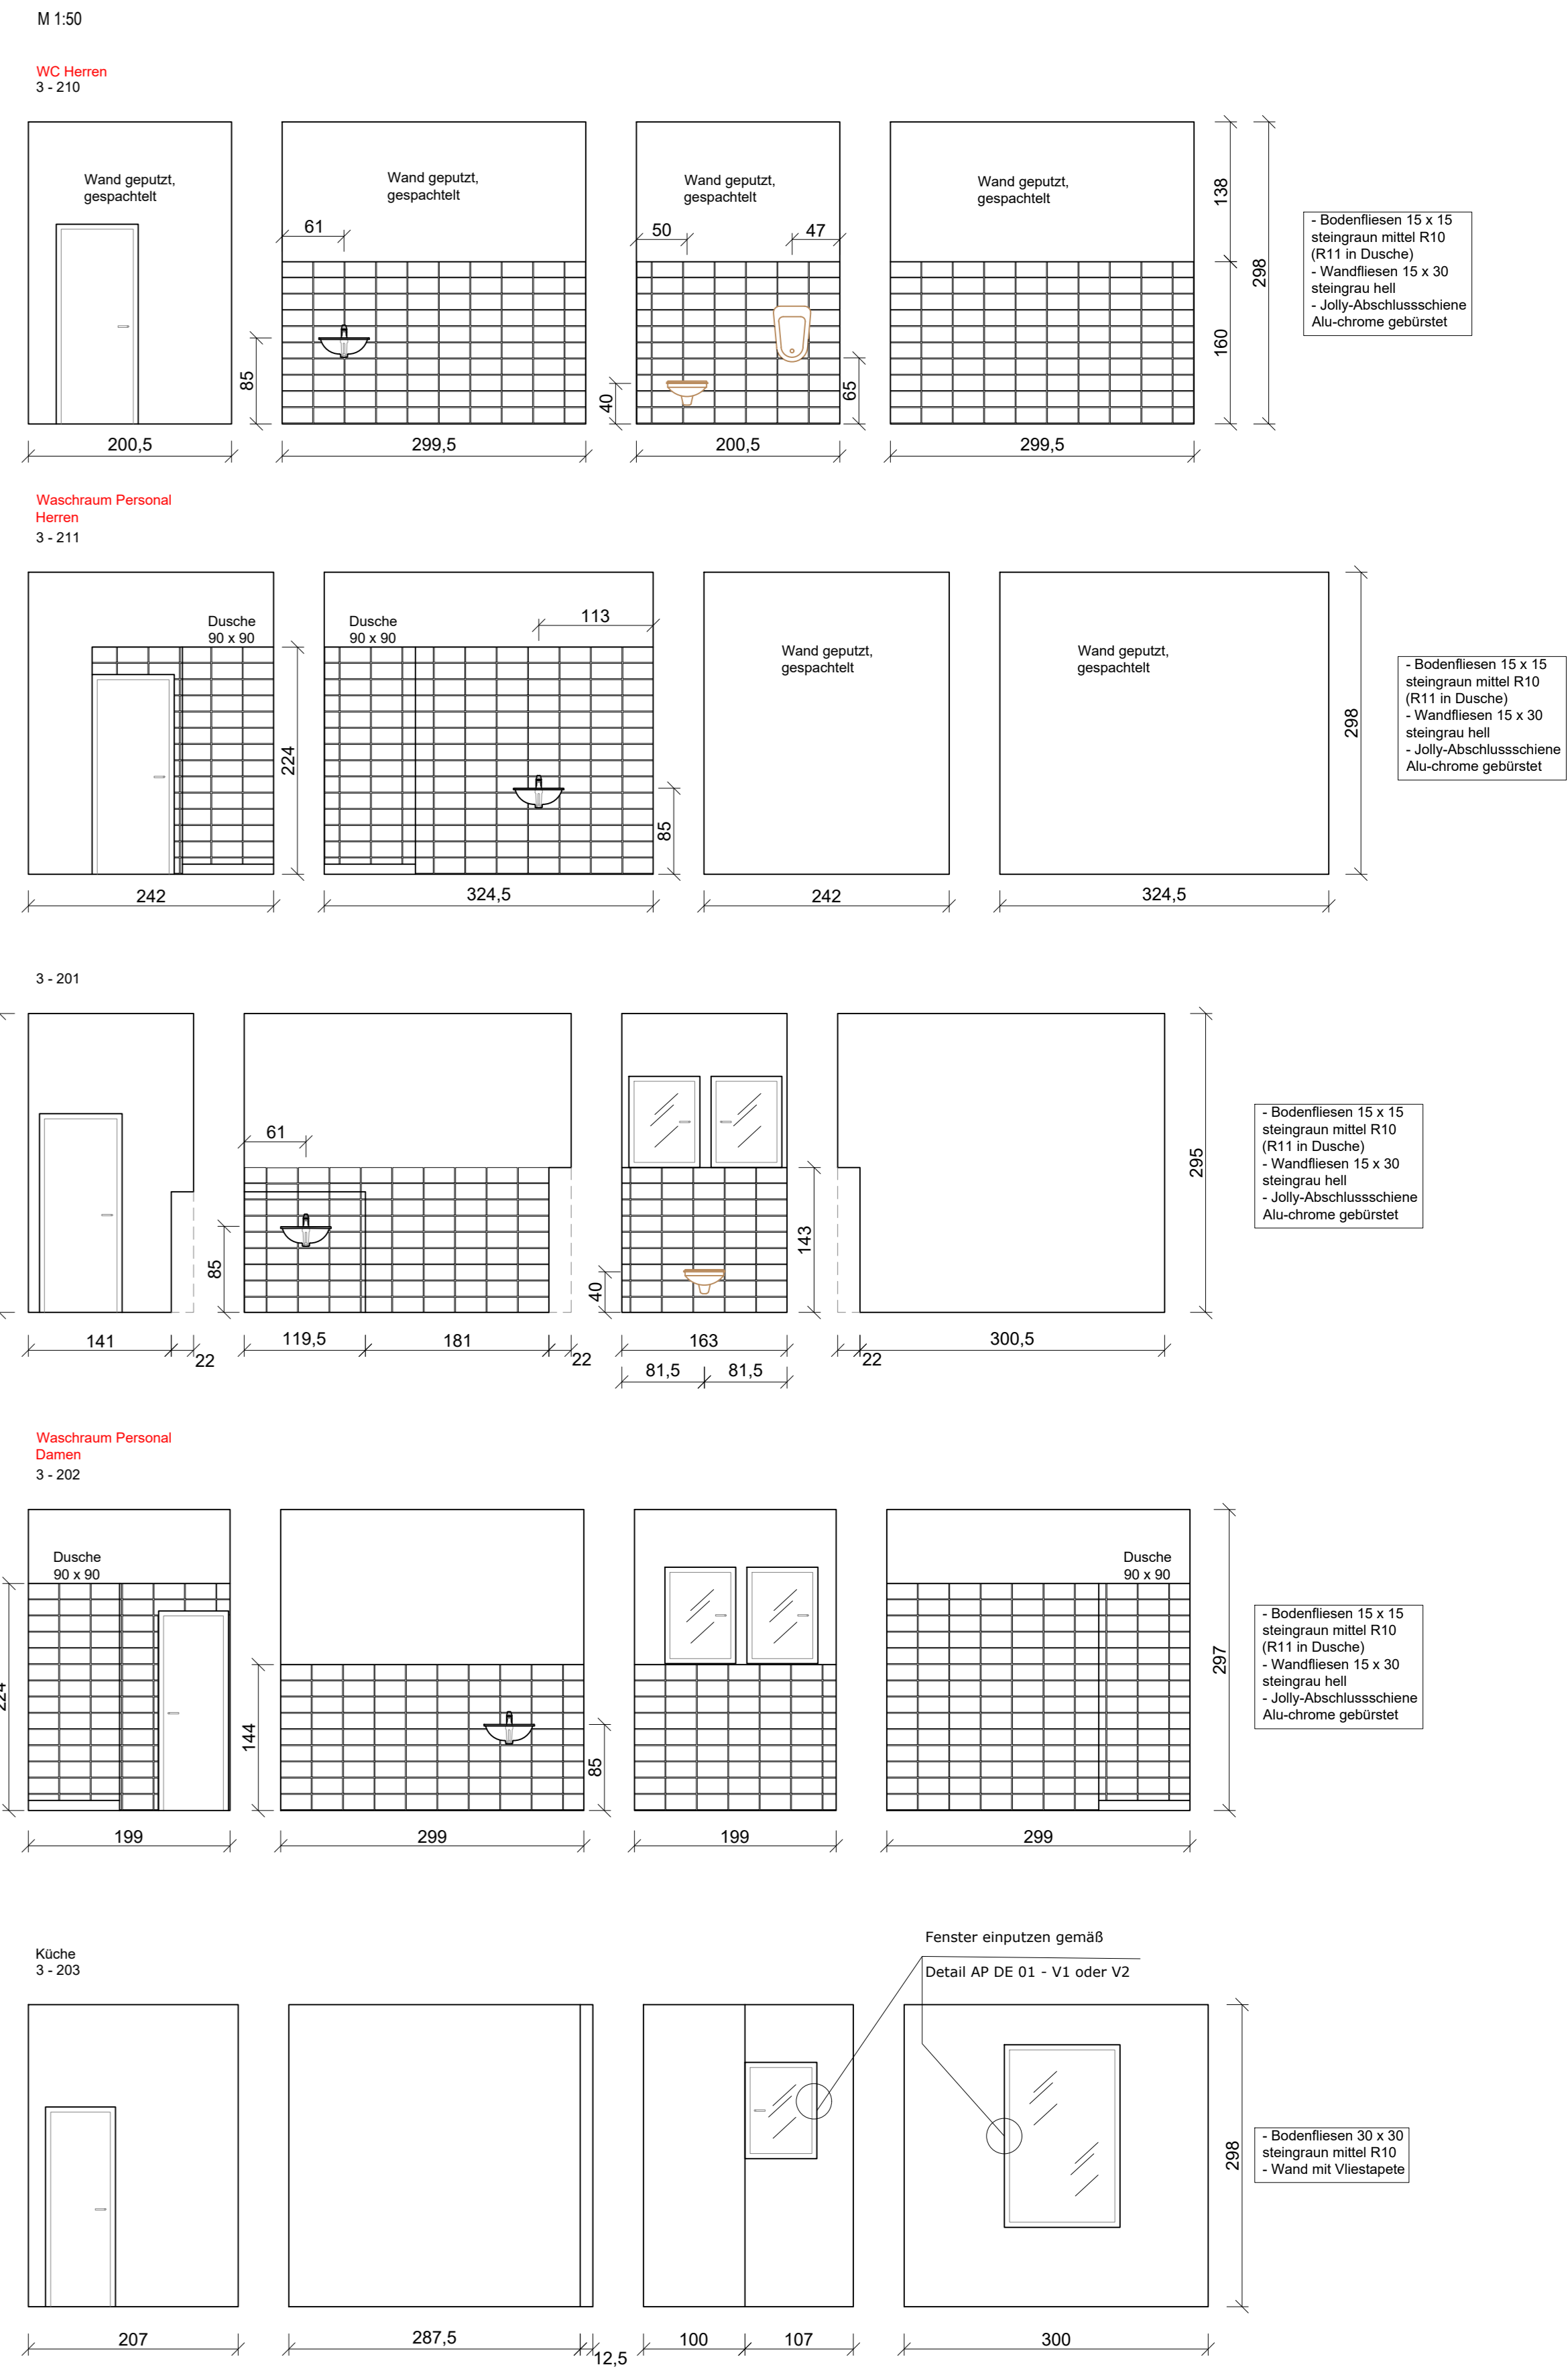 M 1:50
WC Herren
3 - 210
Wand geputzt,
gespachtelt
Wand geputzt,
gespachtelt
Wand geputzt,
gespachtelt
Wand geputzt,
gespachtelt
61
50
47
85
40
65
138
160
298
200,5
299,5
200,5
299,5
- Bodenfliesen 15 x 15
steingraun mittel R10
(R11 in Dusche)
- Wandfliesen 15 x 30
steingrau hell
- Jolly-Abschlussschiene
Alu-chrome gebürstet
Waschraum Personal
Herren
3 - 211
Dusche
90 x 90
Dusche
90 x 90
113
Wand geputzt,
gespachtelt
Wand geputzt,
gespachtelt
224
85
298
242
324,5
242
324,5
- Bodenfliesen 15 x 15
steingraun mittel R10
(R11 in Dusche)
- Wandfliesen 15 x 30
steingrau hell
- Jolly-Abschlussschiene
Alu-chrome gebürstet
3 - 201
61
85
40
143
295
141
22
119,5
181
22
163
81,5
81,5
22
300,5
- Bodenfliesen 15 x 15
steingraun mittel R10
(R11 in Dusche)
- Wandfliesen 15 x 30
steingrau hell
- Jolly-Abschlussschiene
Alu-chrome gebürstet
Waschraum Personal
Damen
3 - 202
Dusche
90 x 90
Dusche
90 x 90
224
144
85
297
199
299
199
299
- Bodenfliesen 15 x 15
steingraun mittel R10
(R11 in Dusche)
- Wandfliesen 15 x 30
steingrau hell
- Jolly-Abschlussschiene
Alu-chrome gebürstet
Küche
3 - 203
Fenster einputzen gemäß
Detail AP DE 01 - V1 oder V2
298
207
287,5
12,5
100
107
300
- Bodenfliesen 30 x 30
steingraun mittel R10
- Wand mit Vliestapete